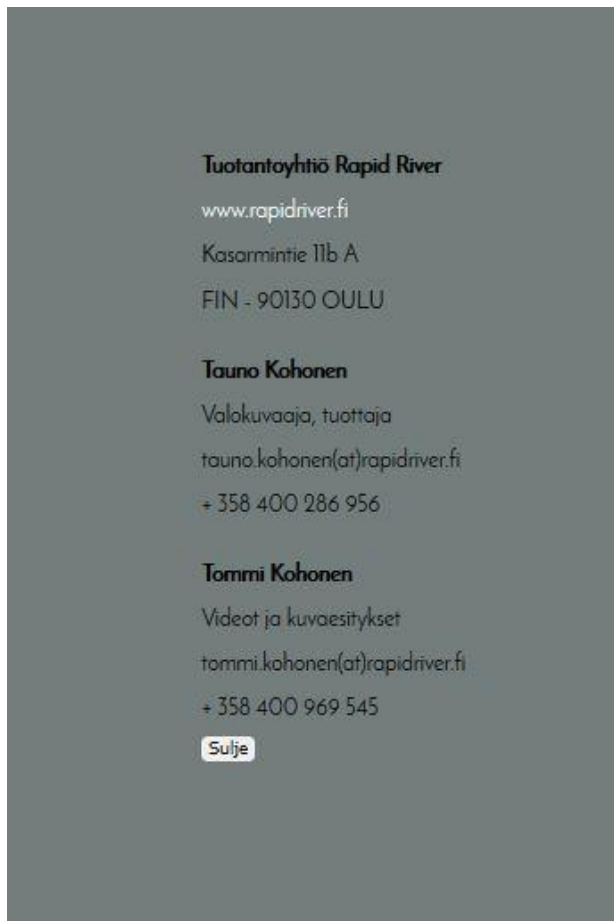 Tuotantoyhtiö Rapid River
www.rapidriver.fi
Kasarmintie 11b A
FIN - 90130 OULU
Tauno Kohonen
Valokuvaaja, tuottaja
tauno.kohonen(at)rapidriver.fi
+ 358 400 286 956
Tommi Kohonen
Videot ja kuvaesitykset
tommi.kohonen(at)rapidriver.fi
+ 358 400 969 545
Sulje